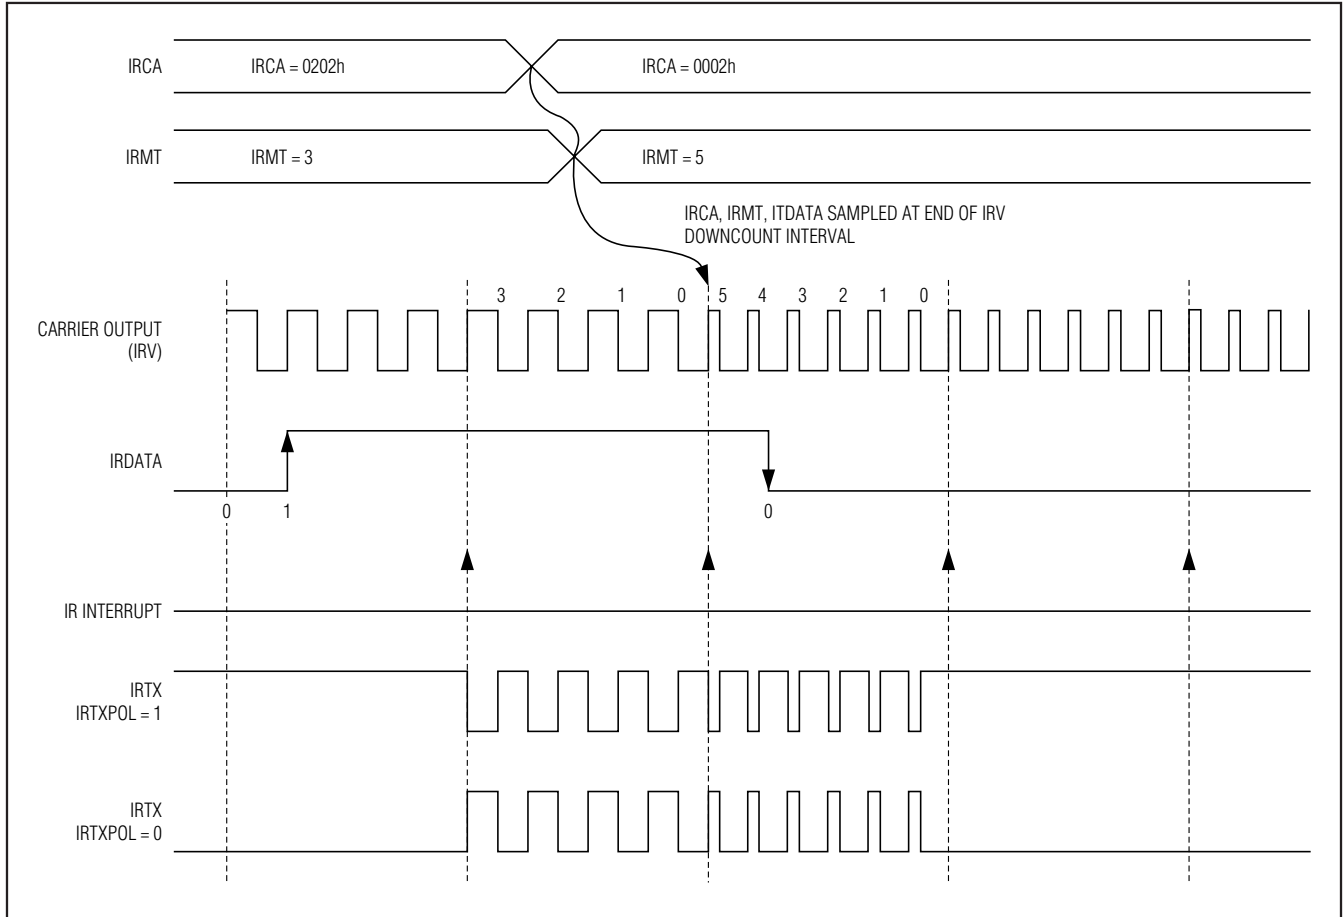 IRCA
IRCA = 0202h
IRCA = 0002h
IRMT
IRMT = 3
IRMT = 5
IRCA, IRMT, ITDATA SAMPLED AT END OF IRV
DOWNCOUNT INTERVAL
3 2 1 0 5 4 3 2 1 0
CARRIER OUTPUT
(IRV)
IRDATA
0 1 0
IR INTERRUPT
IRTX
IRTXPOL = 1
IRTX
IRTXPOL = 0